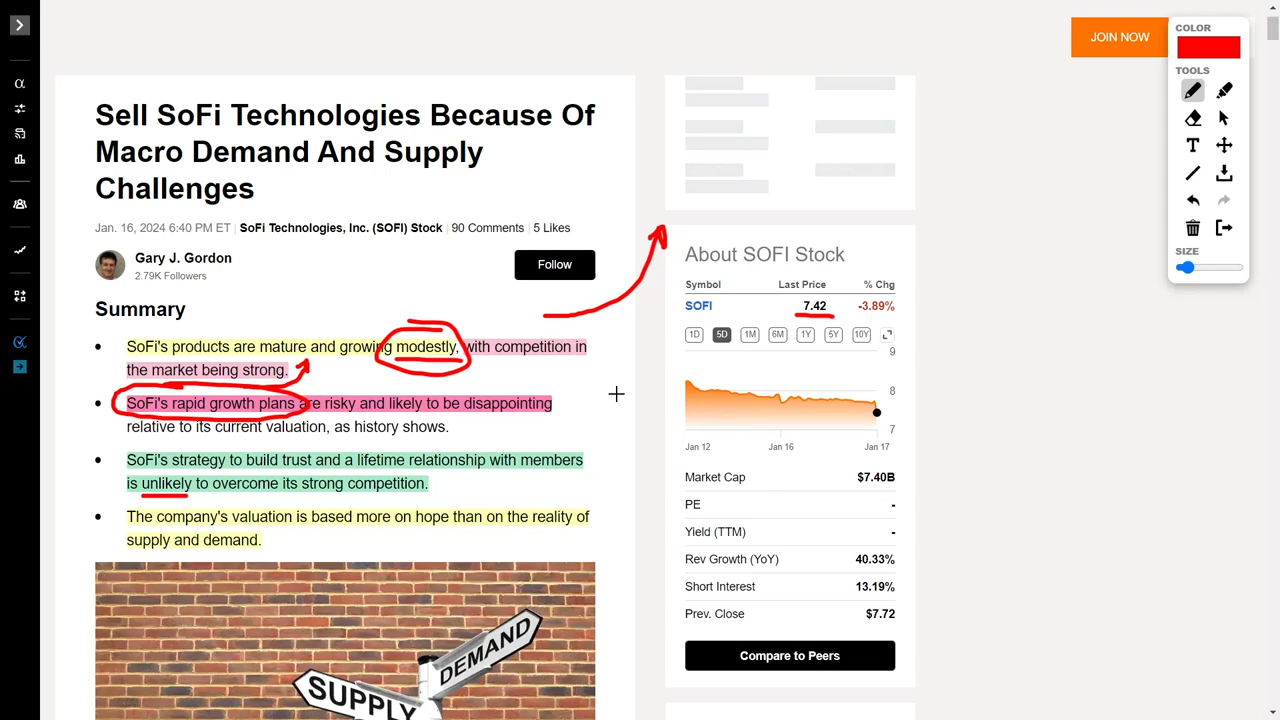 JOIN NOW
COLOR
TOOLS
T
SIZE
Sell SoFi Technologies Because Of
Macro Demand And Supply
Challenges
Jan. 16, 2024 6:40 PM ET | SoFi Technologies, Inc. (SOFI) Stock | 90 Comments | 5 Likes
Gary J. Gordon
2.79K Followers
Follow
Summary
SoFi's products are mature and growing modestly, with competition in
the market being strong.
SoFi's rapid growth plans are risky and likely to be disappointing
relative to its current valuation, as history shows.
SoFi's strategy to build trust and a lifetime relationship with members
is unlikely to overcome its strong competition.
The company's valuation is based more on hope than on the reality of
supply and demand.
DEMAND
SUPPLY
About SOFI Stock
Symbol Last Price % Chg
SOFI 7.42 -3.89%
1D 5D 1M 6M 1Y 5Y 10Y
9
8
7
Jan 12 Jan 16 Jan 17
Market Cap $7.40B
PE -
Yield (TTM) -
Rev Growth (YoY) 40.33%
Short Interest 13.19%
Prev. Close $7.72
Compare to Peers